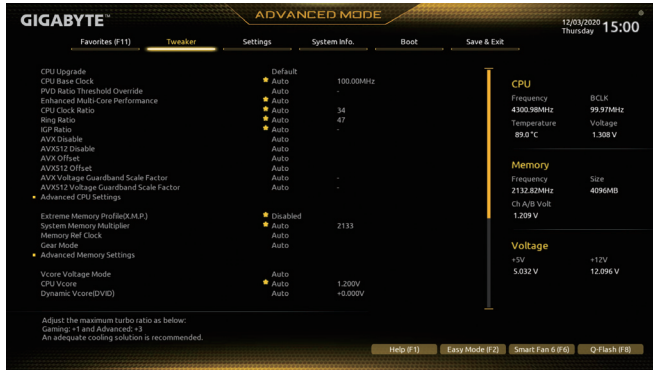 GIGABYTE™
ADVANCED MODE
12/03/2020 Thursday 15:00
Favorites (F11) Tweaker Settings System Info. Boot Save & Exit
CPU Upgrade Default
CPU Base Clock Auto 100.00MHz
PVD Ratio Threshold Override Auto -
Enhanced Multi-Core Performance Auto
CPU Clock Ratio Auto 34
Ring Ratio Auto 47
IGP Ratio Auto -
AVX Disable Auto
AVX512 Disable Auto
AVX Offset Auto
AVX512 Offset Auto
AVX Voltage Guardband Scale Factor Auto -
AVX512 Voltage Guardband Scale Factor Auto -
Advanced CPU Settings
Extreme Memory Profile(X.M.P.) Disabled
System Memory Multiplier Auto 2133
Memory Ref Clock Auto
Gear Mode Auto
Advanced Memory Settings
Vcore Voltage Mode Auto
CPU Vcore Auto 1.200V
Dynamic Vcore(DVID) Auto +0.000V
CPU
Frequency BCLK
4300.98MHz 99.97MHz
Temperature Voltage
89.0°C 1.308 V
Memory
Frequency Size
2132.82MHz 4096MB
Ch A/B Volt
1.209 V
Voltage
+5V +12V
5.032 V 12.096 V
Adjust the maximum turbo ratio as below:
Gaming: +1 and Advanced: +3
An adequate cooling solution is recommended.
Help (F1) Easy Mode (F2) Smart Fan 6 (F6) Q-Flash (F8)